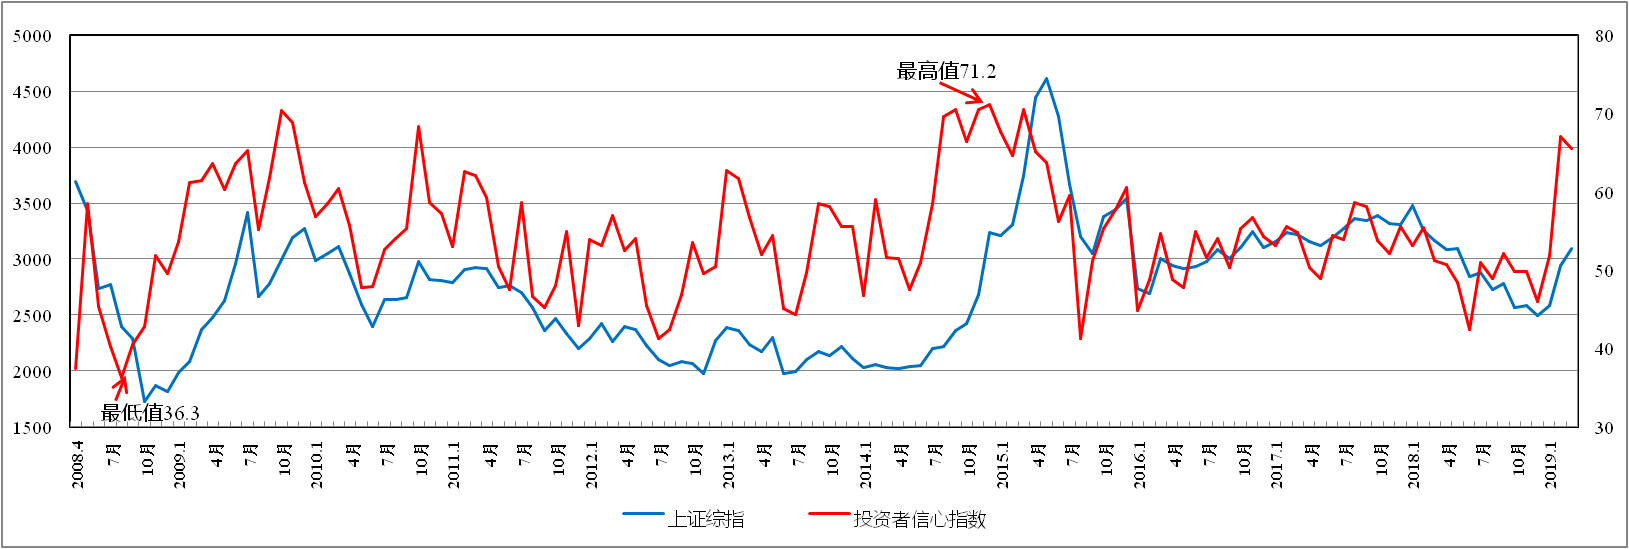 5000
4500
4000
3500
3000
2500
2000
1500
80
70
60
50
40
30
最高值71.2
最低值36.3
2008.4
7月
10月
2009.1
4月
7月
10月
2010.1
4月
7月
10月
2011.1
4月
7月
10月
2012.1
4月
7月
10月
2013.1
4月
7月
10月
2014.1
4月
7月
10月
2015.1
4月
7月
10月
2016.1
4月
7月
10月
2017.1
4月
7月
10月
2018.1
4月
7月
10月
2019.1
上证综指
投资者信心指数